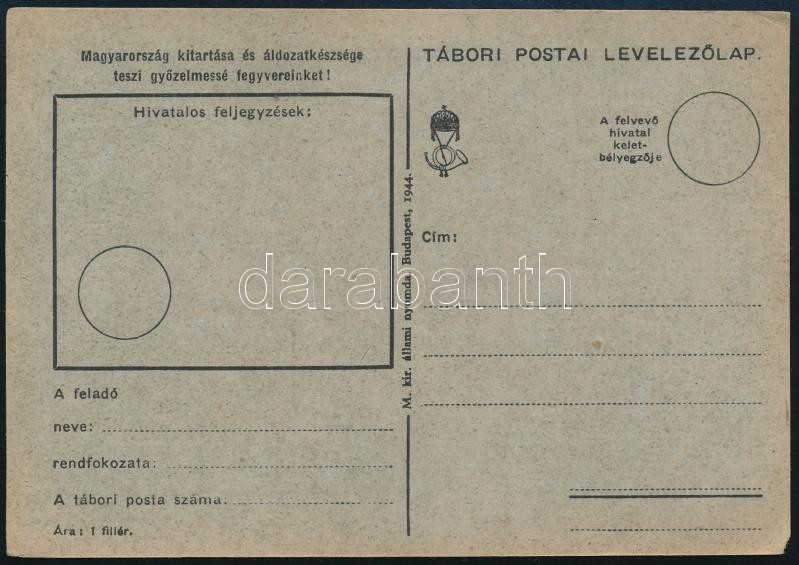 Magyarország kitartása és áldozatkészsége
teszi győzelmessé fegyvereinket!
Hivatalos feljegyzések:
A feladó
neve:
rendfokozata:
A tábori posta száma:
Ára: 1 fillér.
M. kir. állami nyomda, Budapest, 1944.
TÁBORI POSTAI LEVELEZŐLAP.
A felvevő
hivatal
kelet-
bélyegzője
Cím:
darabanth